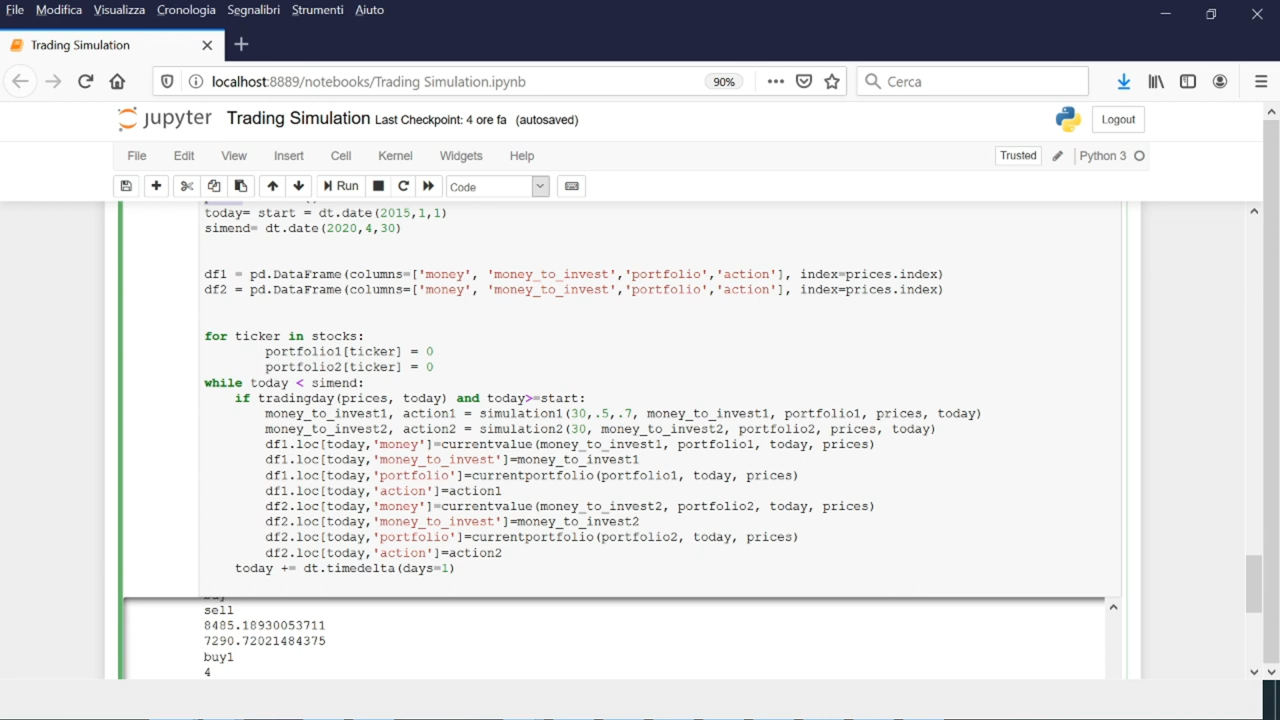 File Modifica Visualizza Cronologia Segnalibri Strumenti Aiuto
Trading Simulation
localhost:8889/notebooks/Trading Simulation.ipynb 90% Cerca
jupyter Trading Simulation Last Checkpoint: 4 ore fa (autosaved) Logout
File Edit View Insert Cell Kernel Widgets Help Trusted Python 3
Run Code
today= start = dt.date(2015,1,1)
simend= dt.date(2020,4,30)
df1 = pd.DataFrame(columns=['money', 'money_to_invest','portfolio','action'], index=prices.index)
df2 = pd.DataFrame(columns=['money', 'money_to_invest','portfolio','action'], index=prices.index)
for ticker in stocks:
portfolio1[ticker] = 0
portfolio2[ticker] = 0
while today < simend:
if tradingday(prices, today) and today>=start:
money_to_invest1, action1 = simulation1(30,.5,.7, money_to_invest1, portfolio1, prices, today)
money_to_invest2, action2 = simulation2(30, money_to_invest2, portfolio2, prices, today)
df1.loc[today,'money']=currentvalue(money_to_invest1, portfolio1, today, prices)
df1.loc[today,'money_to_invest']=money_to_invest1
df1.loc[today,'portfolio']=currentportfolio(portfolio1, today, prices)
df1.loc[today,'action']=action1
df2.loc[today,'money']=currentvalue(money_to_invest2, portfolio2, today, prices)
df2.loc[today,'money_to_invest']=money_to_invest2
df2.loc[today,'portfolio']=currentportfolio(portfolio2, today, prices)
df2.loc[today,'action']=action2
today += dt.timedelta(days=1)
sell
8485.18930053711
7290.72021484375
buy1
4